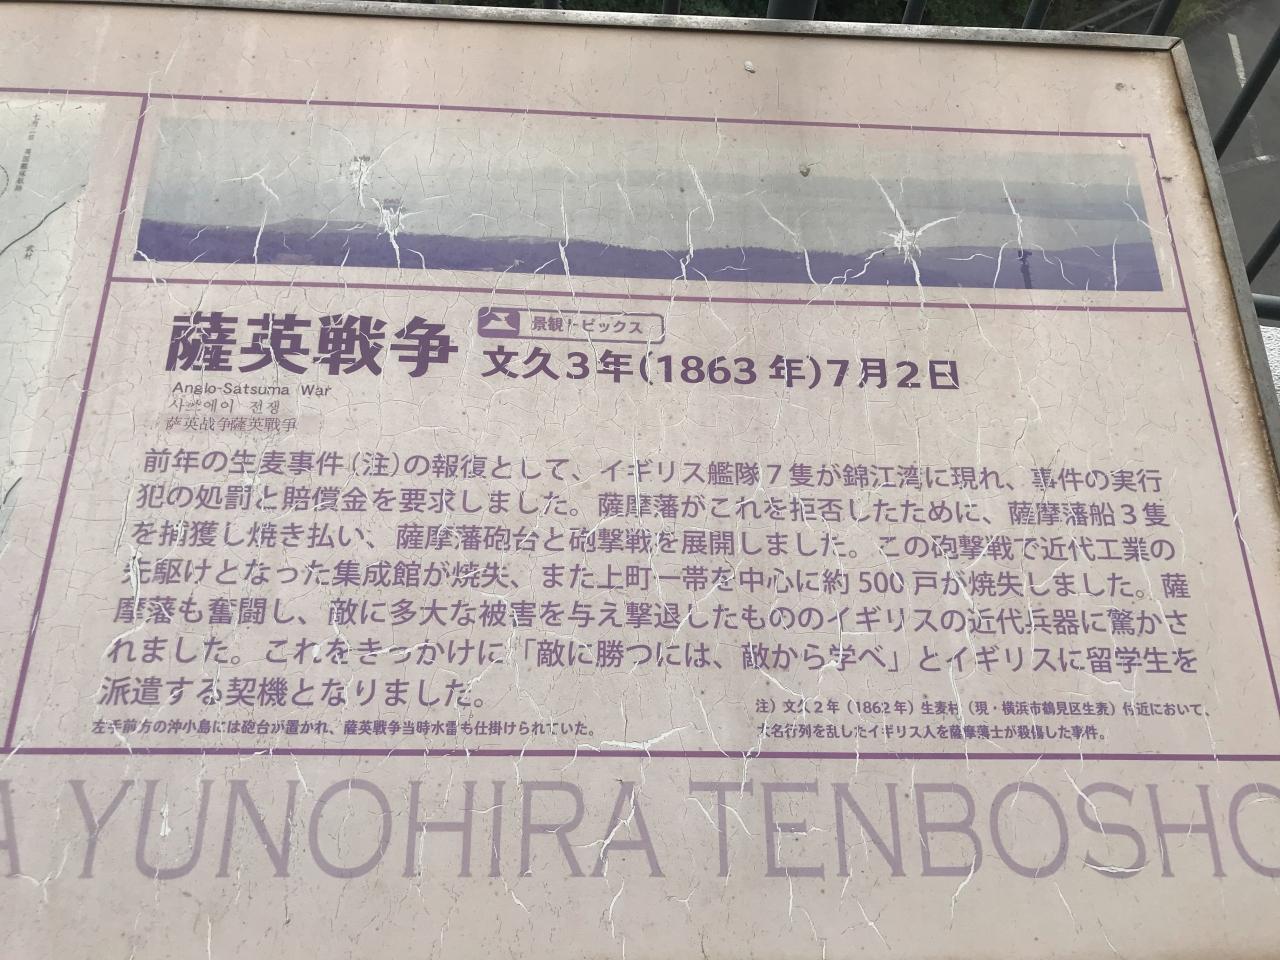 薩英戦争
景観トピックス
文久3年(1863年)7月2日
Anglo-Satsuma War
사쓰에이 전쟁
萨英战争薩英戰爭
前年の生麦事件(注)の報復として、イギリス艦隊7隻が錦江湾に現れ、事件の実行
犯の処罰と賠償金を要求しました。薩摩藩がこれを拒否したために、薩摩藩船3隻
を捕獲し焼き払い、薩摩藩砲台と砲撃戦を展開しました。この砲撃戦で近代工業の
先駆けとなった集成館が焼失、また上町一帯を中心に約500戸が焼失しました。薩
摩藩も奮闘し、敵に多大な被害を与え撃退したもののイギリスの近代兵器に驚かさ
れました。これをきっかけに「敵に勝つには、敵から学べ」とイギリスに留学生を
派遣する契機となりました。
左手前方の沖小島には砲台が置かれ、薩英戦争当時水雷も仕掛けられていた。
注)文久2年(1862年)生麦村(現・横浜市鶴見区生麦)付近において、
大名行列を乱したイギリス人を薩摩藩士が殺傷した事件。
A YUNOHIRA TENBOSHO